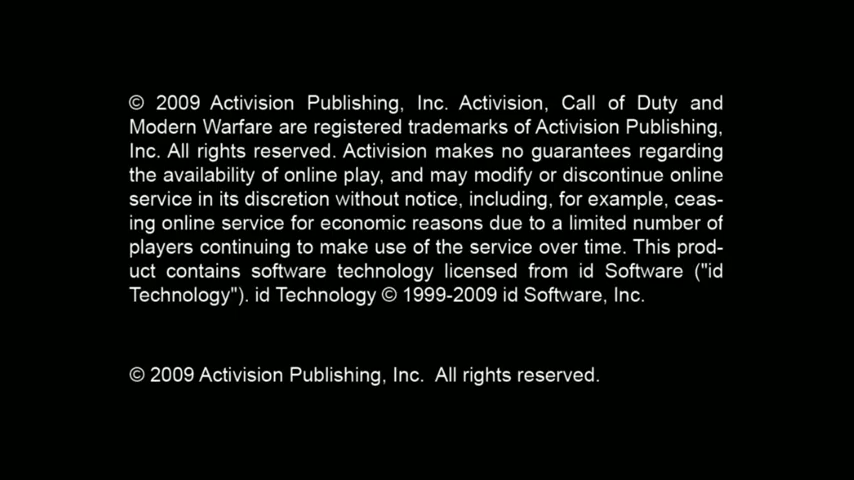 © 2009 Activision Publishing, Inc. Activision, Call of Duty and
Modern Warfare are registered trademarks of Activision Publishing,
Inc. All rights reserved. Activision makes no guarantees regarding
the availability of online play, and may modify or discontinue online
service in its discretion without notice, including, for example, ceas-
ing online service for economic reasons due to a limited number of
players continuing to make use of the service over time. This prod-
uct contains software technology licensed from id Software ("id
Technology"). id Technology © 1999-2009 id Software, Inc.
© 2009 Activision Publishing, Inc. All rights reserved.